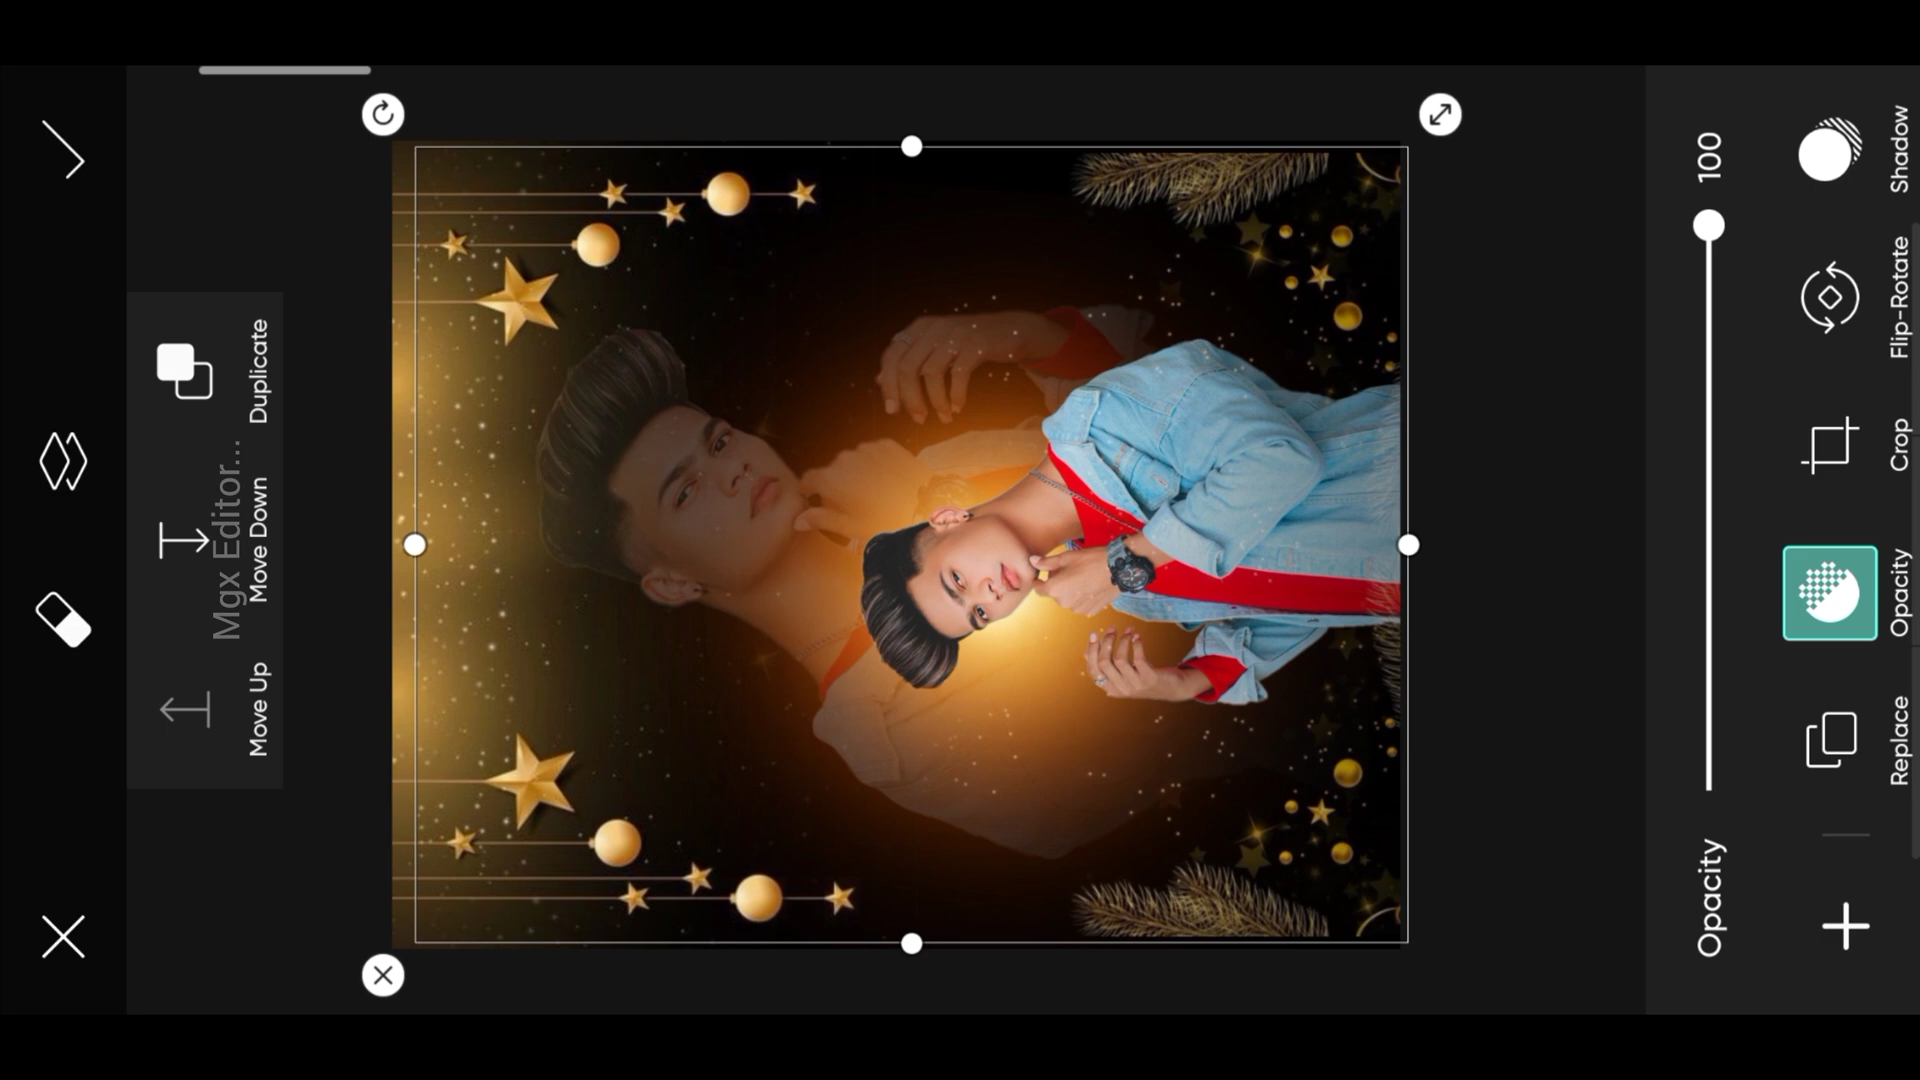 Duplicate
Move Down
Move Up
Mgx Editor...
Opacity
100
Replace
Opacity
Crop
Flip-Rotate
Shadow